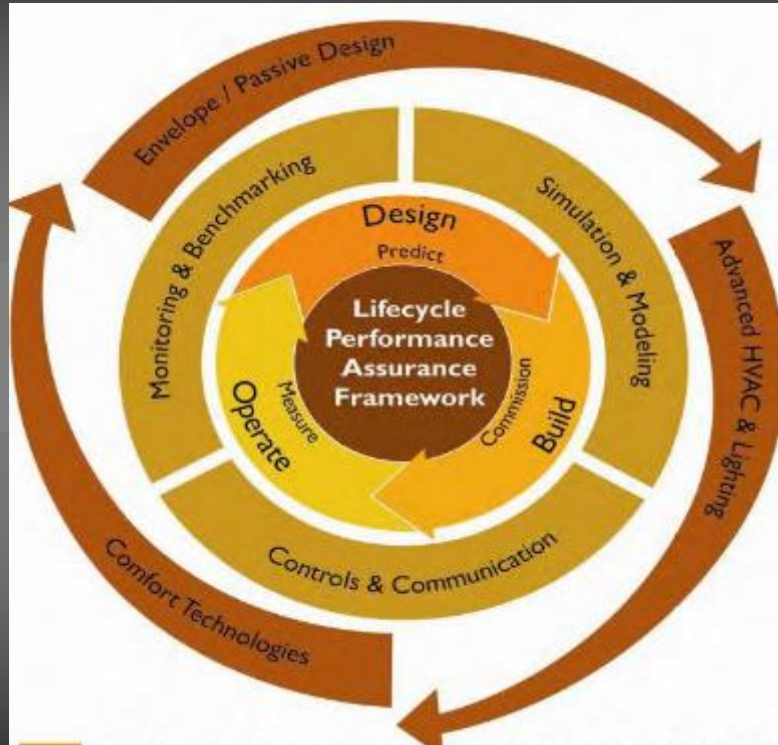 Envelope / Passive Design
Monitoring & Benchmarking
Simulation & Modeling
Advanced HVAC & Lighting
Design
Predict
Lifecycle
Performance
Assurance
Framework
Operate
Measure
Commission
Build
Controls & Communication
Comfort Technologies